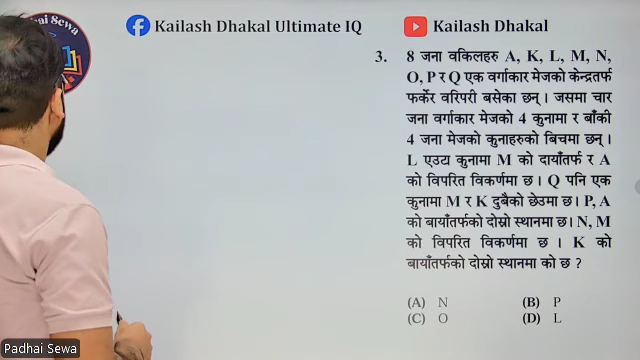 Kailash Dhakal Ultimate IQ
Kailash Dhakal
3. 8 जना वकिलहरु A, K, L, M, N,
O, P र Q एक वर्गाकार मेजको केन्द्रतर्फ
फर्केर वरिपरी बसेका छन् । जसमा चार
जना वर्गाकार मेजको 4 कुनामा र बाँकी
4 जना मेजको कुनाहरुको बिचमा छन् ।
L एउटा कुनामा M को दायाँतर्फ र A
को विपरित विकर्णमा छ । Q पनि एक
कुनामा M र K दुबैको छेउमा छ । P, A
को बायाँतर्फको दोस्रो स्थानमा छ । N, M
को विपरित विकर्णमा छ । K को
बायाँतर्फको दोस्रो स्थानमा को छ ?
(A) N (B) P
(C) O (D) L
Padhai Sewa